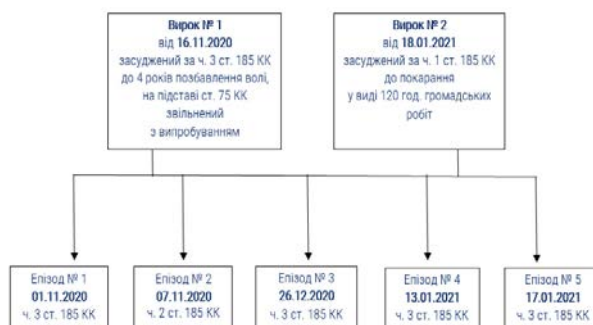 Вирок № 1
від 16.11.2020
засуджений за ч. 3 ст. 185 КК
до 4 років позбавлення волі,
на підставі ст. 75 КК
звільнений
з випробуванням
Вирок № 2
від 18.01.2021
засуджений за ч. 1 ст. 185 КК
до покарання
у виді 120 год. громадських
робіт
Епізод № 1
01.11.2020
ч. 3 ст. 185 КК
Епізод № 2
07.11.2020
ч. 2 ст. 185 КК
Епізод № 3
26.12.2020
ч. 3 ст. 185 КК
Епізод № 4
13.01.2021
ч. 3 ст. 185 КК
Епізод № 5
17.01.2021
ч. 3 ст. 185 КК